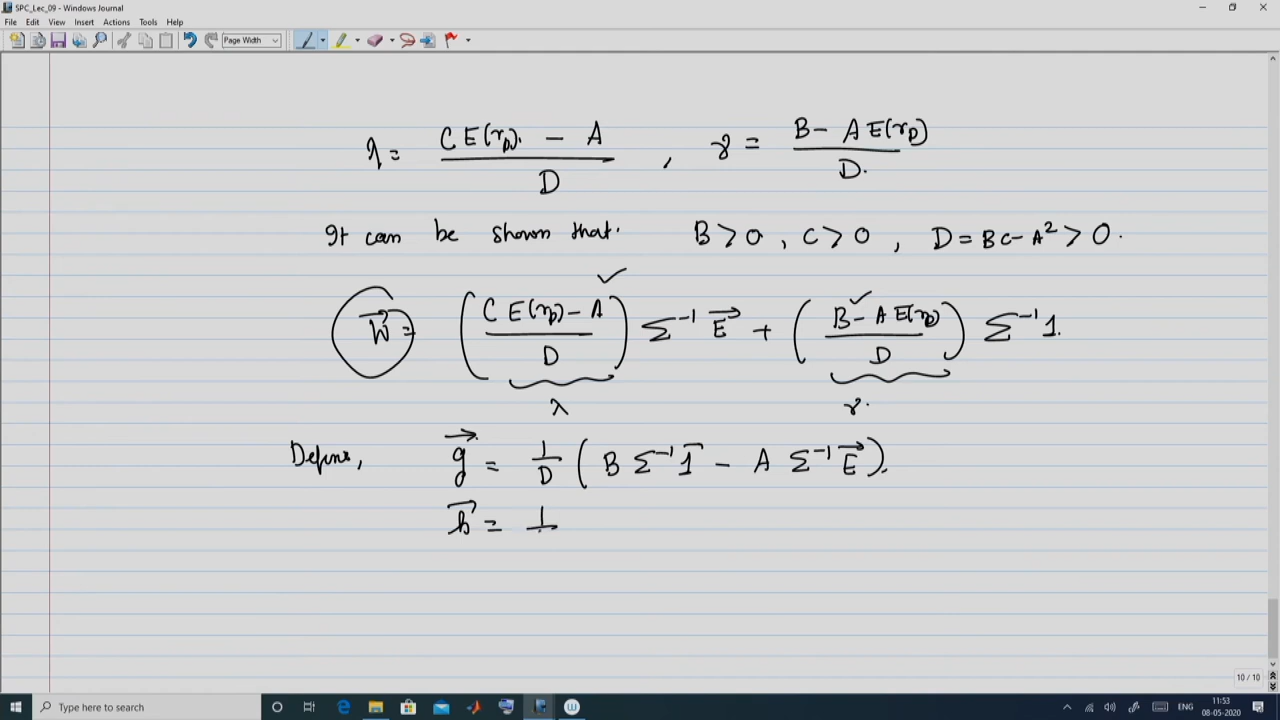 SPC_Lec_09 - Windows Journal
File Edit View Insert Actions Tools Help
Page Width
λ = (C E(r_p) - A) / D , γ = (B - A E(r_p)) / D.
It can be shown that. B > 0 , C > 0 , D = BC - A² > 0.
W⃗ = ((C E(r_p) - A) / D) Σ⁻¹ E⃗ + ((B - A E(r_p)) / D) Σ⁻¹ 1.
λ γ.
Define, g⃗ = 1/D ( B Σ⁻¹ 1⃗ - A Σ⁻¹ E⃗ ).
h⃗ = 1
10 / 10
Type here to search
ENG
11:53
08-05-2020